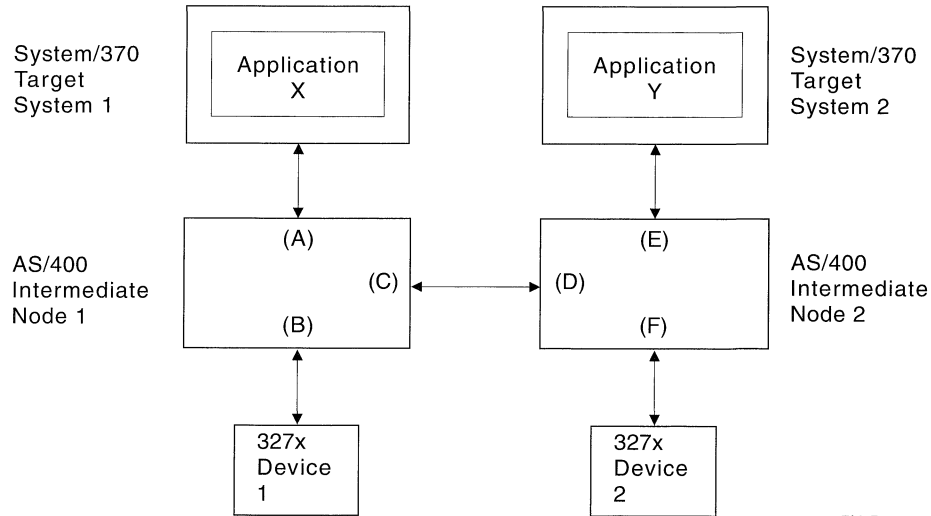 System/370
Target
System 1
Application
X
Application
Y
System/370
Target
System 2
AS/400
Intermediate
Node 1
(A)
(C)
(B)
(E)
(D)
(F)
AS/400
Intermediate
Node 2
327x
Device
1
327x
Device
2